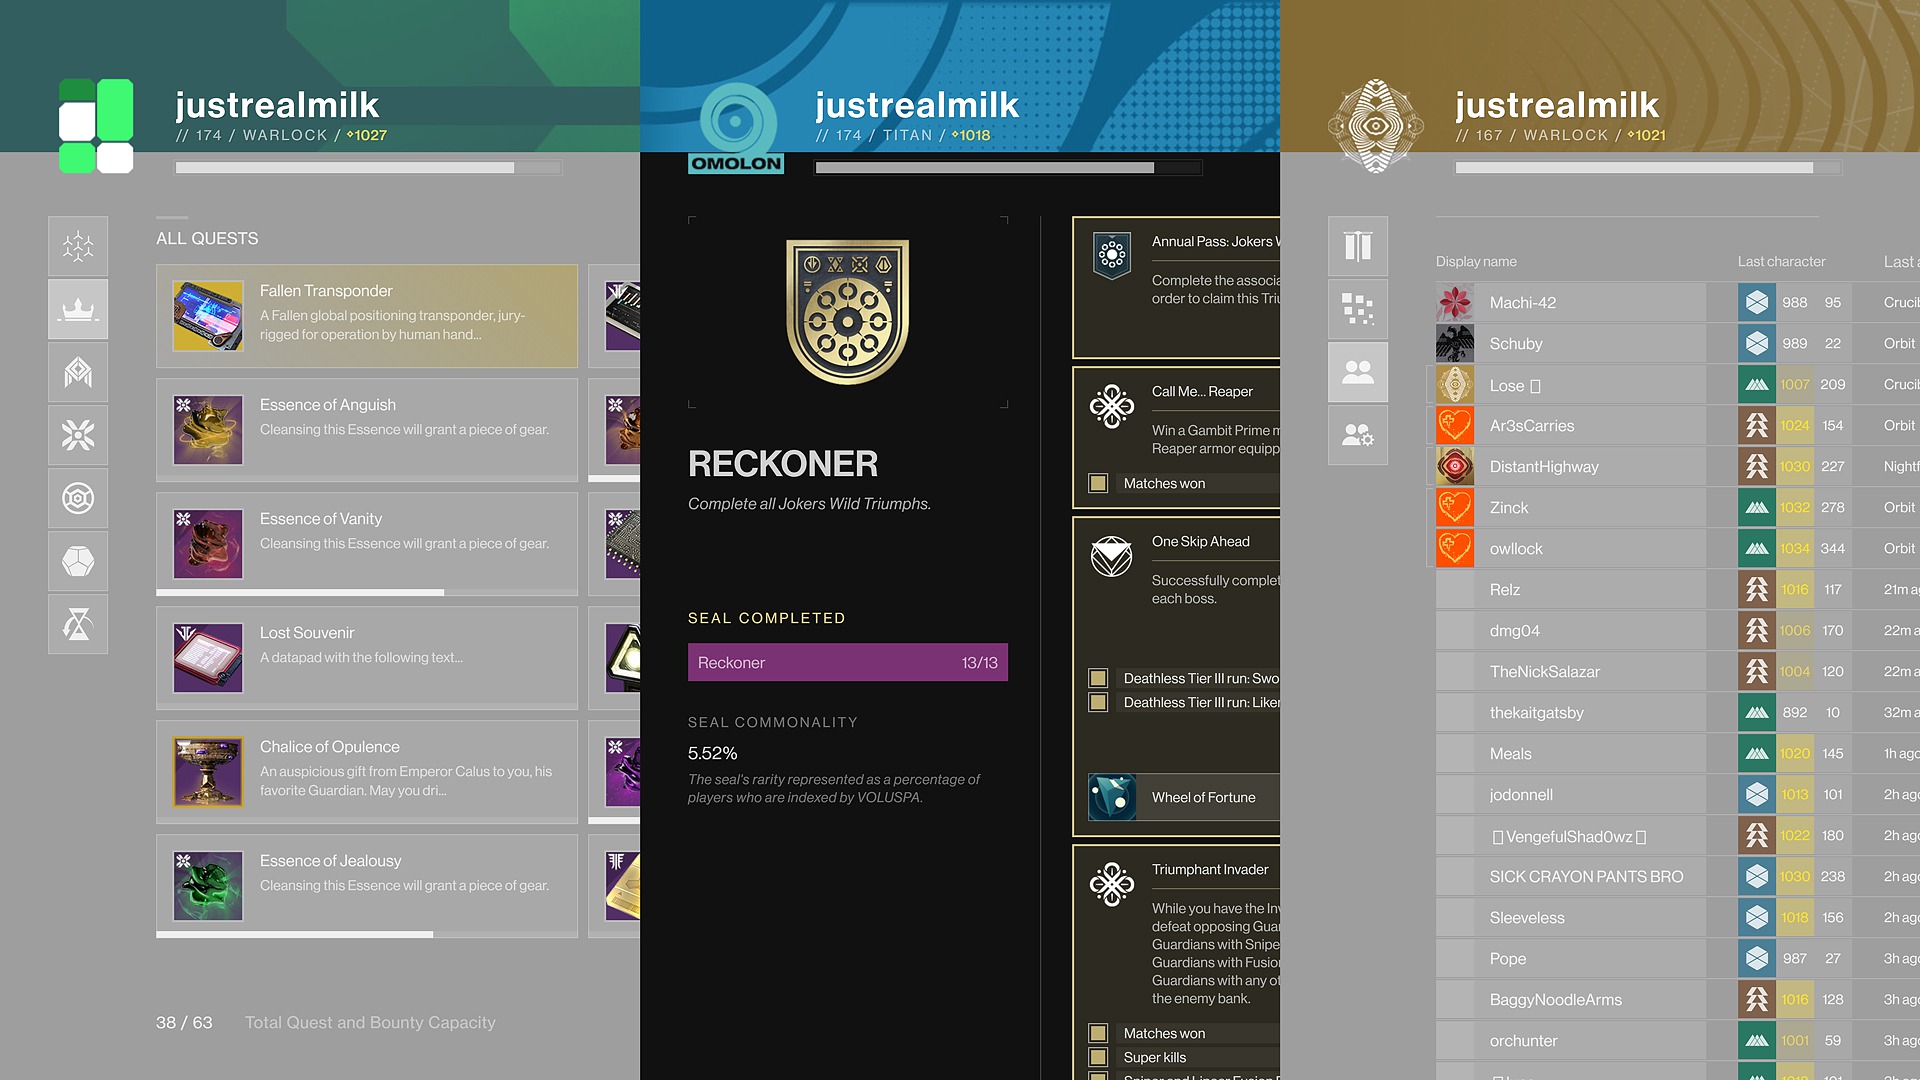 justrealmilk
// 174 / WARLOCK / 1027
ALL QUESTS
Fallen Transponder
A Fallen global positioning transponder, jury-
rigged for operation by human hand...
Essence of Anguish
Cleansing this Essence will grant a piece of gear.
Essence of Vanity
Cleansing this Essence will grant a piece of gear.
Lost Souvenir
A datapad with the following text...
Chalice of Opulence
An auspicious gift from Emperor Calus to you, his
favorite Guardian. May you dri...
Essence of Jealousy
Cleansing this Essence will grant a piece of gear.
38 / 63 Total Quest and Bounty Capacity
OMOLON
justrealmilk
// 174 / TITAN / 1018
RECKONER
Complete all Jokers Wild Triumphs.
SEAL COMPLETED
Reckoner 13/13
SEAL COMMONALITY
5.52%
The seal's rarity represented as a percentage of
players who are indexed by VOLUSPA.
Annual Pass: Jokers
Complete the associa
order to claim this Tri
Call Me... Reaper
Win a Gambit Prime
Reaper armor equipp
Matches won
One Skip Ahead
Successfully complet
each boss.
Deathless Tier III run: Swo
Deathless Tier III run: Liken
Wheel of Fortune
Triumphant Invader
While you have the Inv
defeat opposing Guar
Guardians with Snipe
Guardians with Fusio
Guardians with any ot
the enemy bank.
Matches won
Super kills
justrealmilk
// 167 / WARLOCK / 1021
Display name Last character Last a
Machi-42 988 95 Crucib
Schuby 989 22 Orbit
Lose 1007 209 Crucib
Ar3sCarries 1024 154 Orbit
DistantHighway 1030 227 Nightf
Zinck 1032 278 Orbit
owllock 1034 344 Orbit
Relz 1016 117 21m ag
dmg04 1006 170 22m a
TheNickSalazar 1004 120 22m a
thekaitgatsby 892 10 32m a
Meals 1020 145 1h ago
jodonnell 1013 101 2h ago
VengefulShad0wz 1022 180 2h ago
SICK CRAYON PANTS BRO 1030 238 2h ago
Sleeveless 1018 156 2h ago
Pope 987 27 3h ago
BaggyNoodleArms 1016 128 3h ago
orchunter 1001 59 3h ago